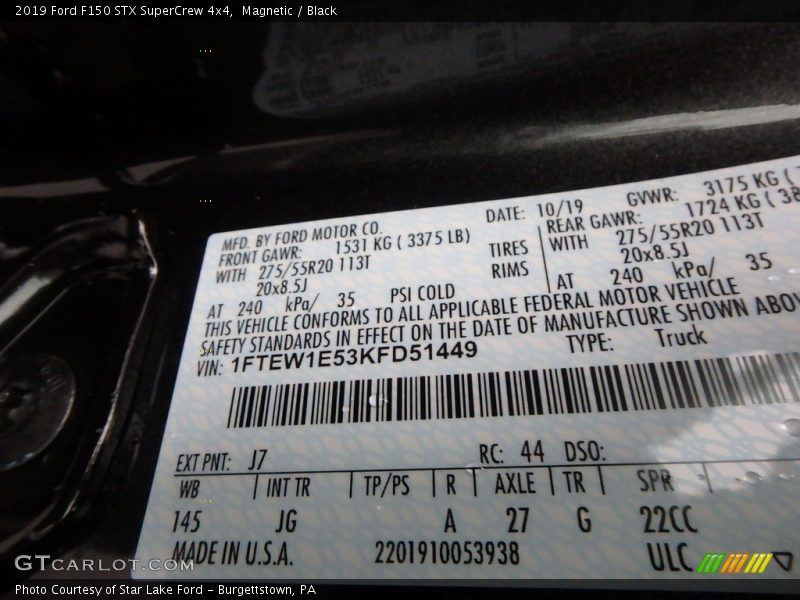 2019 Ford F150 STX SuperCrew 4x4,  Magnetic / Black
MFD. BY FORD MOTOR CO.
DATE: 10/19
GVWR: 3175 KG (
FRONT GAWR: 1531 KG ( 3375 LB)
REAR GAWR: 1724 KG ( 38
WITH 275/55R20 113T TIRES
WITH 275/55R20 113T
20x8.5J RIMS
20x8.5J
AT 240 kPa/ 35 PSI COLD
AT 240 kPa/ 35
THIS VEHICLE CONFORMS TO ALL APPLICABLE FEDERAL MOTOR VEHICLE
SAFETY STANDARDS IN EFFECT ON THE DATE OF MANUFACTURE SHOWN ABOV
VIN: 1FTEW1E53KFD51449
TYPE: Truck
EXT PNT: J7 RC: 44 DSO:
WB INT TR TP/PS R AXLE TR SPR
145 JG A 27 G 22CC
MADE IN U.S.A. 2201910053938 ULC
GTCARLOT.COM
Photo Courtesy of Star Lake Ford - Burgettstown, PA